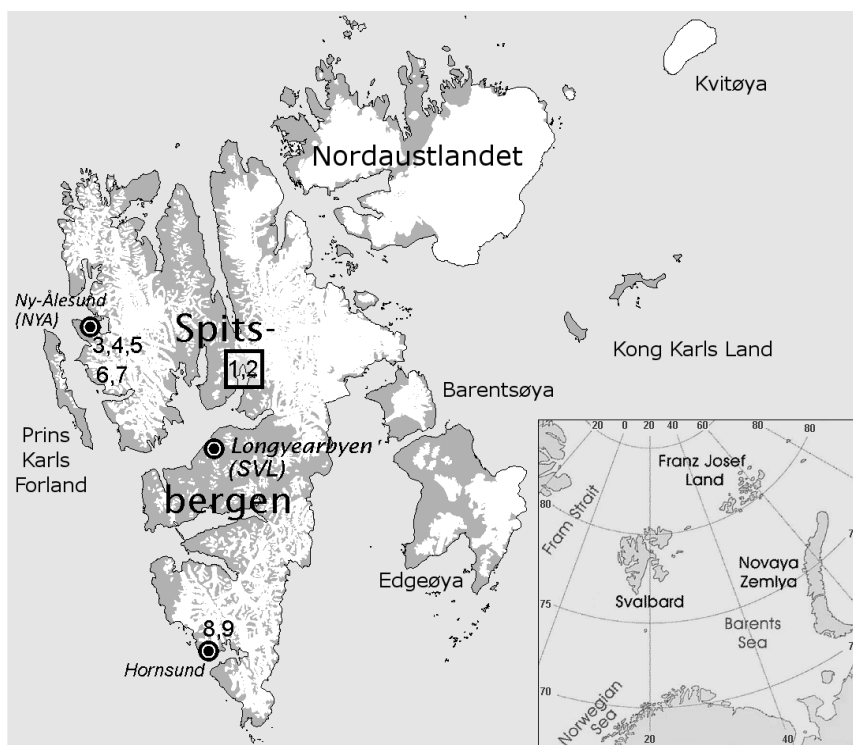 Kvitøya
Nordaustlandet
Ny-Ålesund
(NYA)
3,4,5
6,7
Spits-
1,2
Kong Karls Land
Barentsøya
Prins
Karls
Forland
Longyearbyen
(SVL)
bergen
Edgeøya
8,9
Hornsund
20
0
20
40
60
80
Franz Josef
Land
Fram Strait
80
Novaya
Zemlya
75
Svalbard
Barents
Sea
70
Norwegian
Sea
20
40